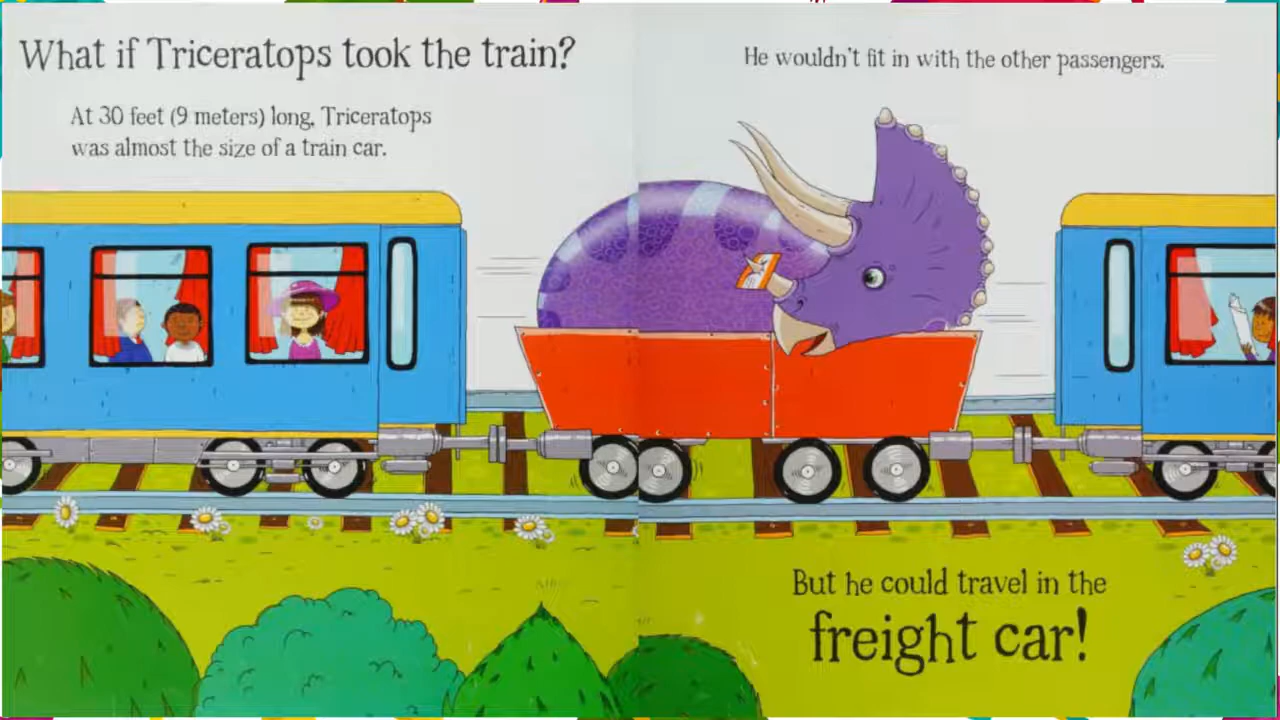 What if Triceratops took the train?
At 30 feet (9 meters) long, Triceratops
was almost the size of a train car.
He wouldn't fit in with the other passengers.
But he could travel in the
freight car!